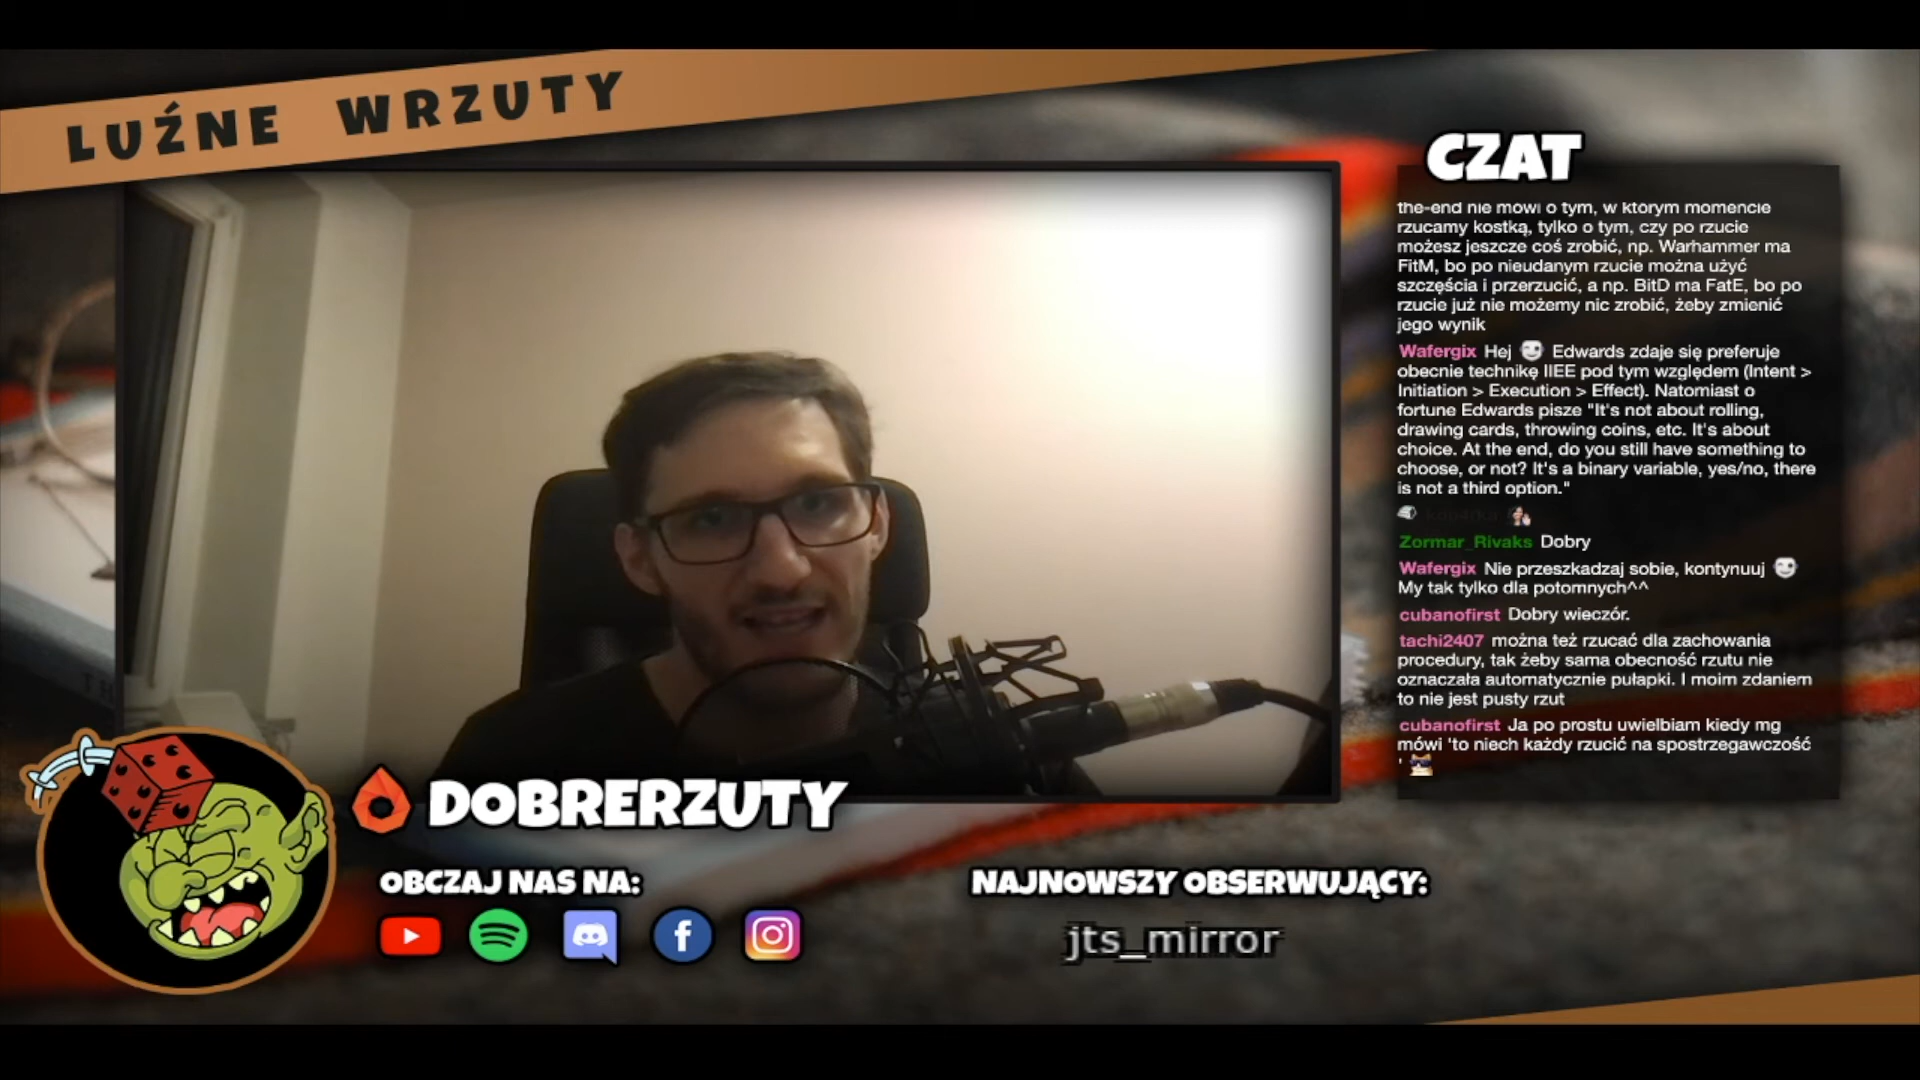 LUŹNE WRZUTY
CZAT
the-end nie mówi o tym, w którym momencie
rzucamy kostką, tylko o tym, czy po rzucie
możesz jeszcze coś zrobić, np. Warhammer ma
FitM, bo po nieudanym rzucie można użyć
szczęścia i przerzucić, a np. BitD ma FatE, bo po
rzucie już nie możemy nic zrobić, żeby zmienić
jego wynik
Wafergix Hej Edwards zdaje się preferuje
obecnie technikę IIEE pod tym względem (Intent >
Initiation > Execution > Effect). Natomiast o
fortune Edwards pisze "It's not about rolling,
drawing cards, throwing coins, etc. It's about
choice. At the end, do you still have something to
choose, or not? It's a binary variable, yes/no, there
is not a third option."
Zormar_Rivaks Dobry
Wafergix Nie przeszkadzaj sobie, kontynuuj
My tak tylko dla potomnych^^
cubanofirst Dobry wieczór.
tachi2407 można też rzucać dla zachowania
procedury, tak żeby sama obecność rzutu nie
oznaczała automatycznie pułapki. I moim zdaniem
to nie jest pusty rzut
cubanofirst Ja po prostu uwielbiam kiedy mg
mówi 'to niech każdy rzucić na spostrzegawczość
'
DOBRERZUTY
OBCZAJ NAS NA:
NAJNOWSZY OBSERWUJĄCY:
jts_mirror